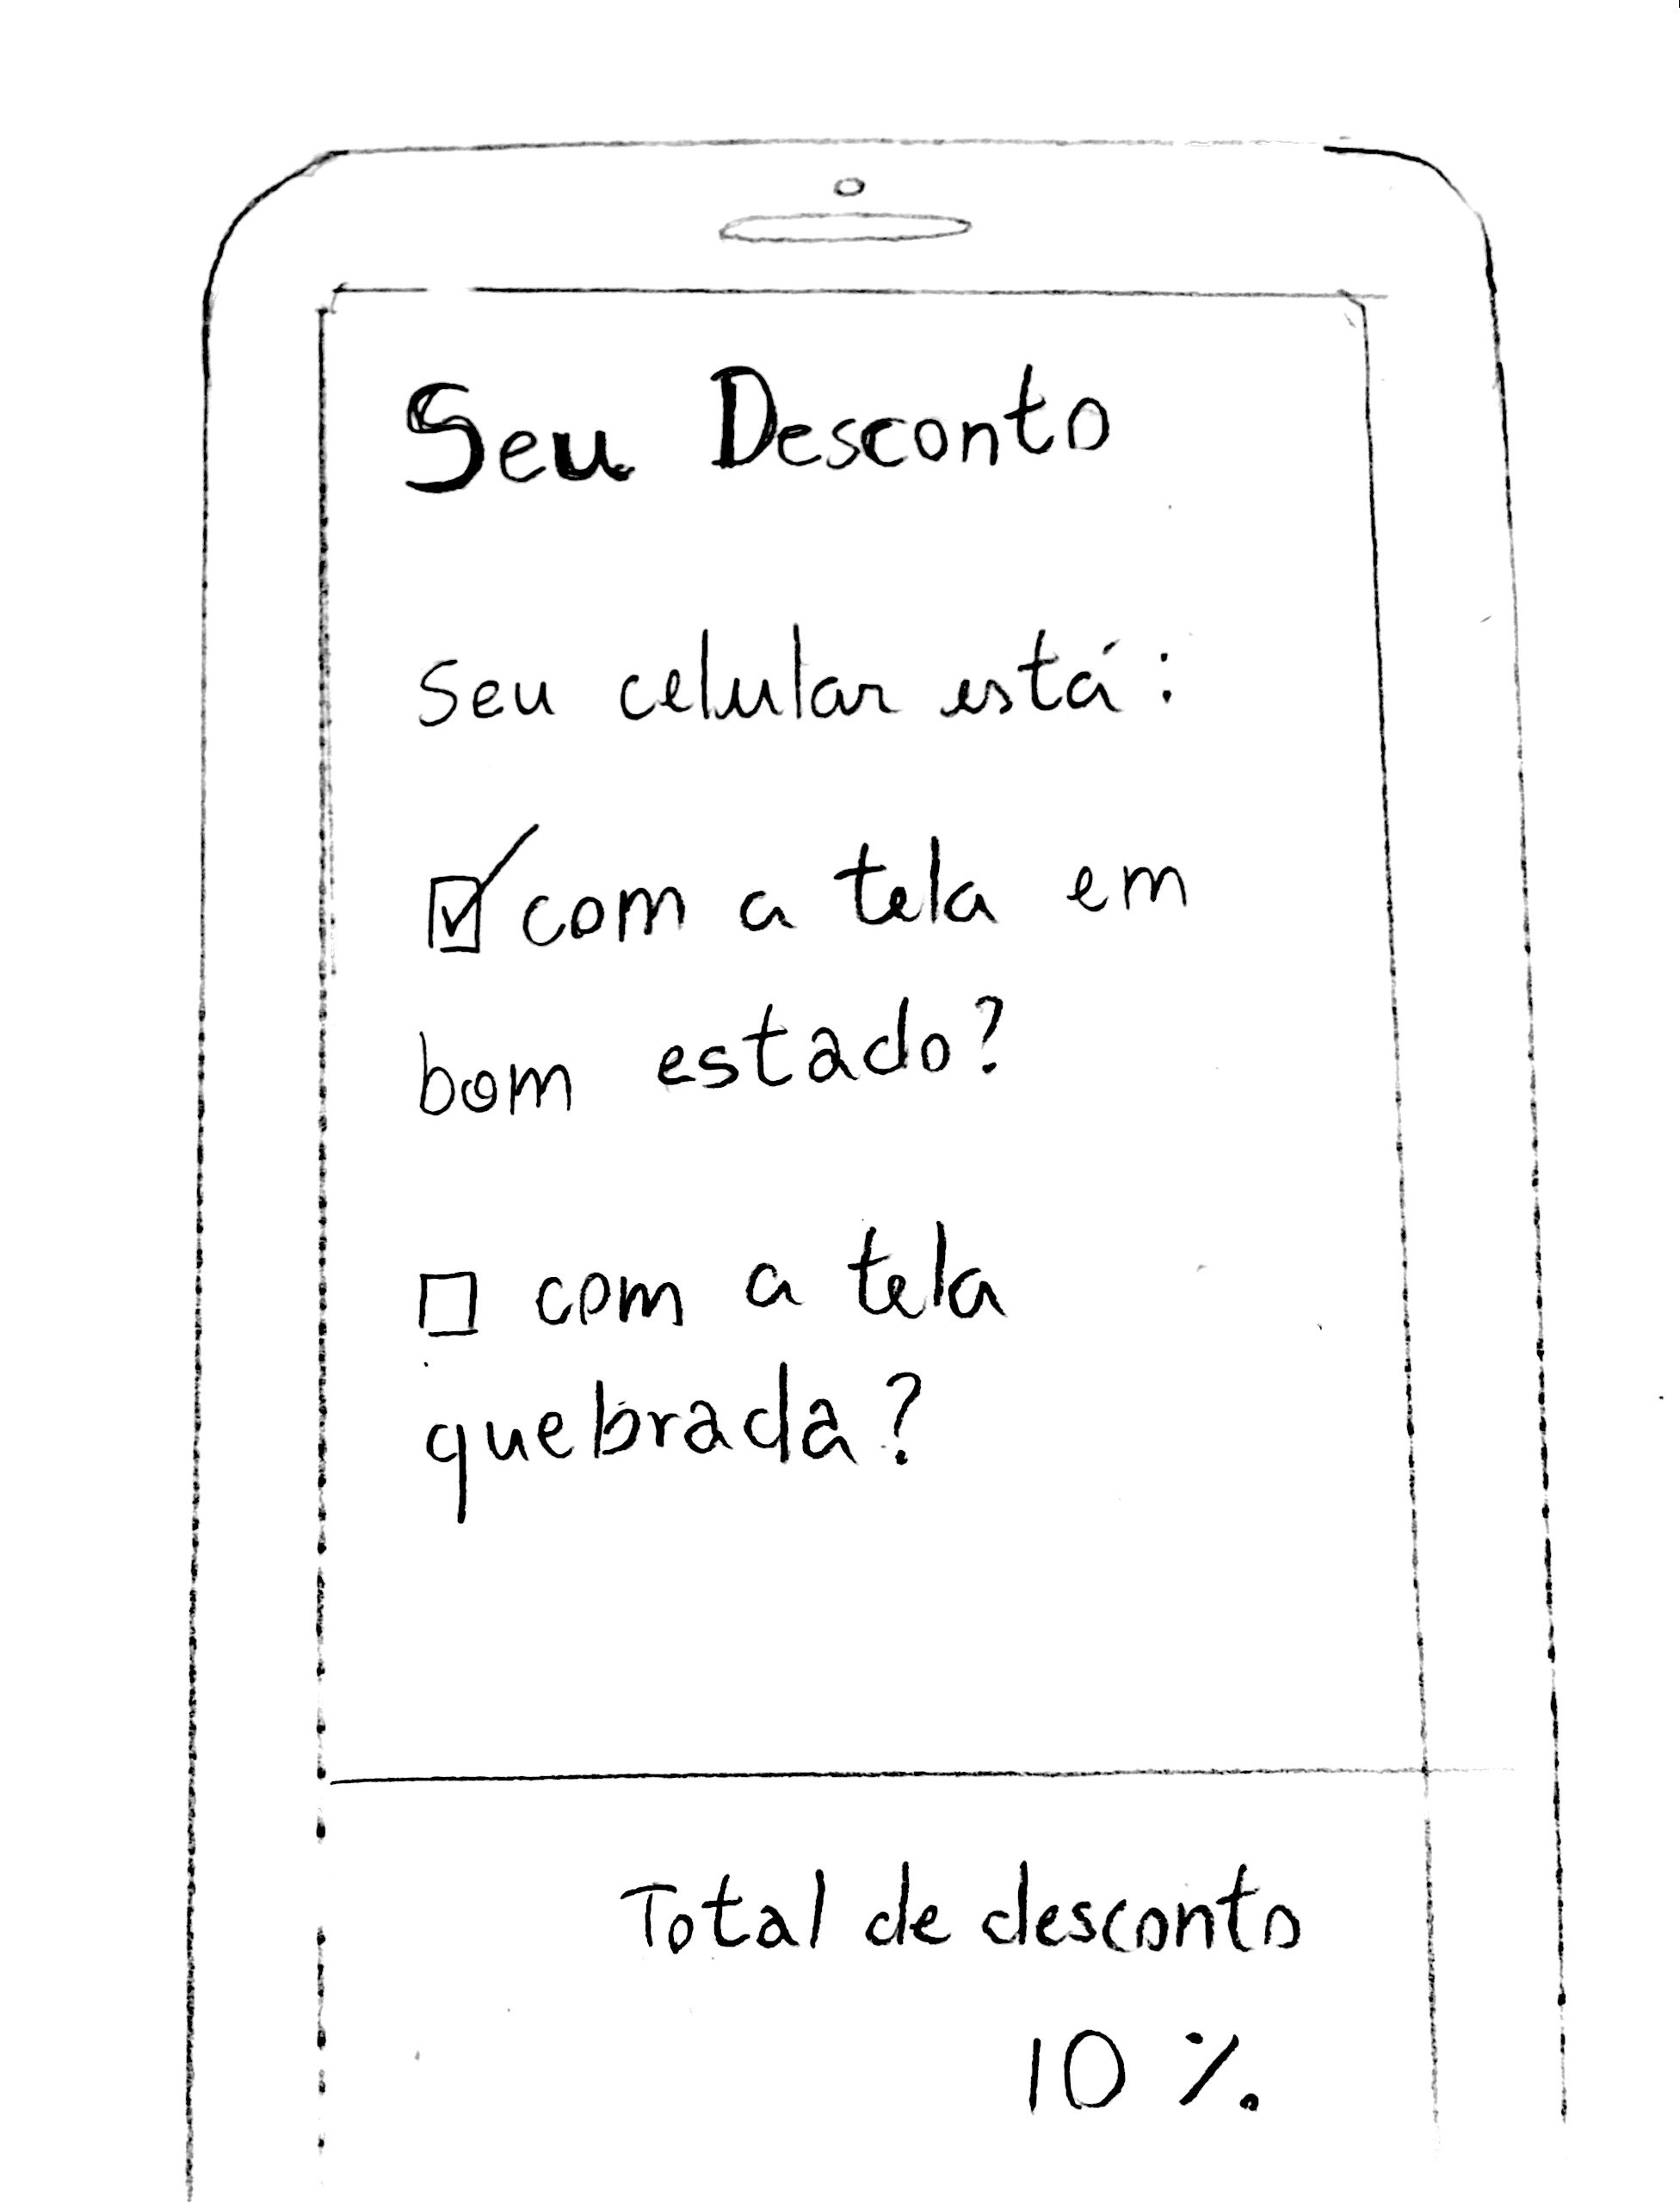 Seu Desconto
Seu celular está:
☑ com a tela em
bom estado?
☐ com a tela
quebrada?
Total de desconto
10 %